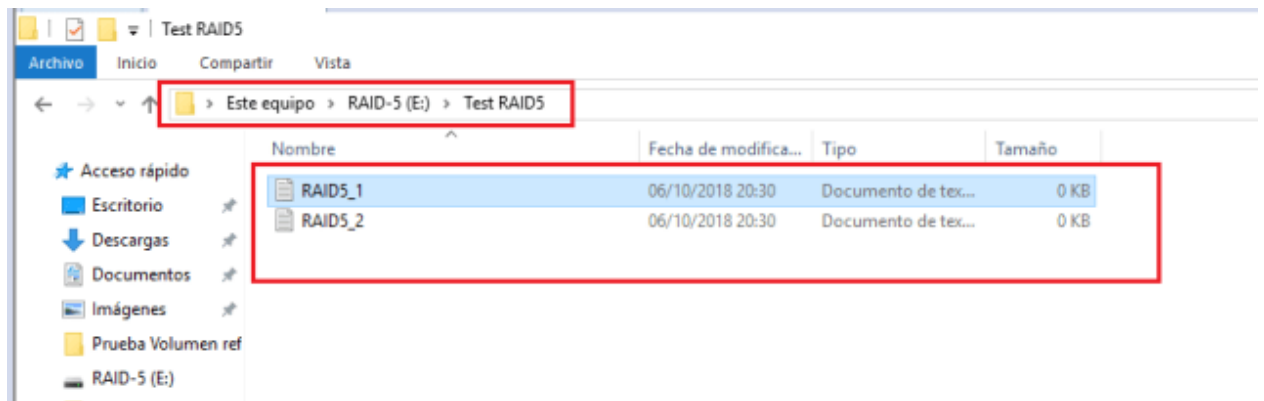 Test RAID5
Archivo Inicio Compartir Vista
Este equipo > RAID-5 (E:) > Test RAID5
Nombre Fecha de modifica... Tipo Tamaño
Acceso rápido
RAID5_1 06/10/2018 20:30 Documento de tex... 0 KB
Escritorio
RAID5_2 06/10/2018 20:30 Documento de tex... 0 KB
Descargas
Documentos
Imágenes
Prueba Volumen ref
RAID-5 (E:)